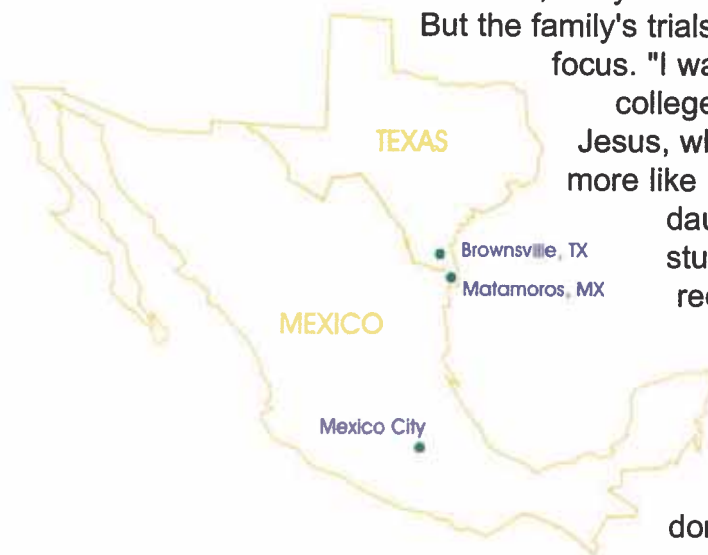 But the family's trials
focus. "I wa
college
Jesus, wh
more like
dau
stu
rec
TEXAS
Brownsville, TX
Matamoros, MX
MEXICO
Mexico City
don